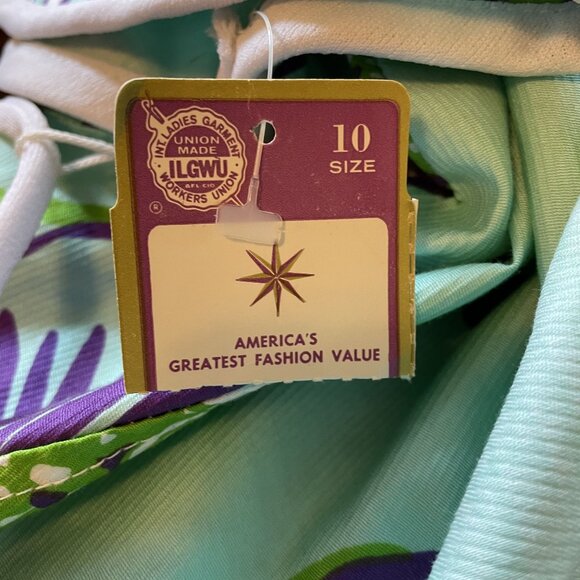 INT. LADIES GARMENT
WORKERS UNION
UNION
MADE
ILGWU
AFL CIO
®
10
SIZE
AMERICA'S
GREATEST FASHION VALUE